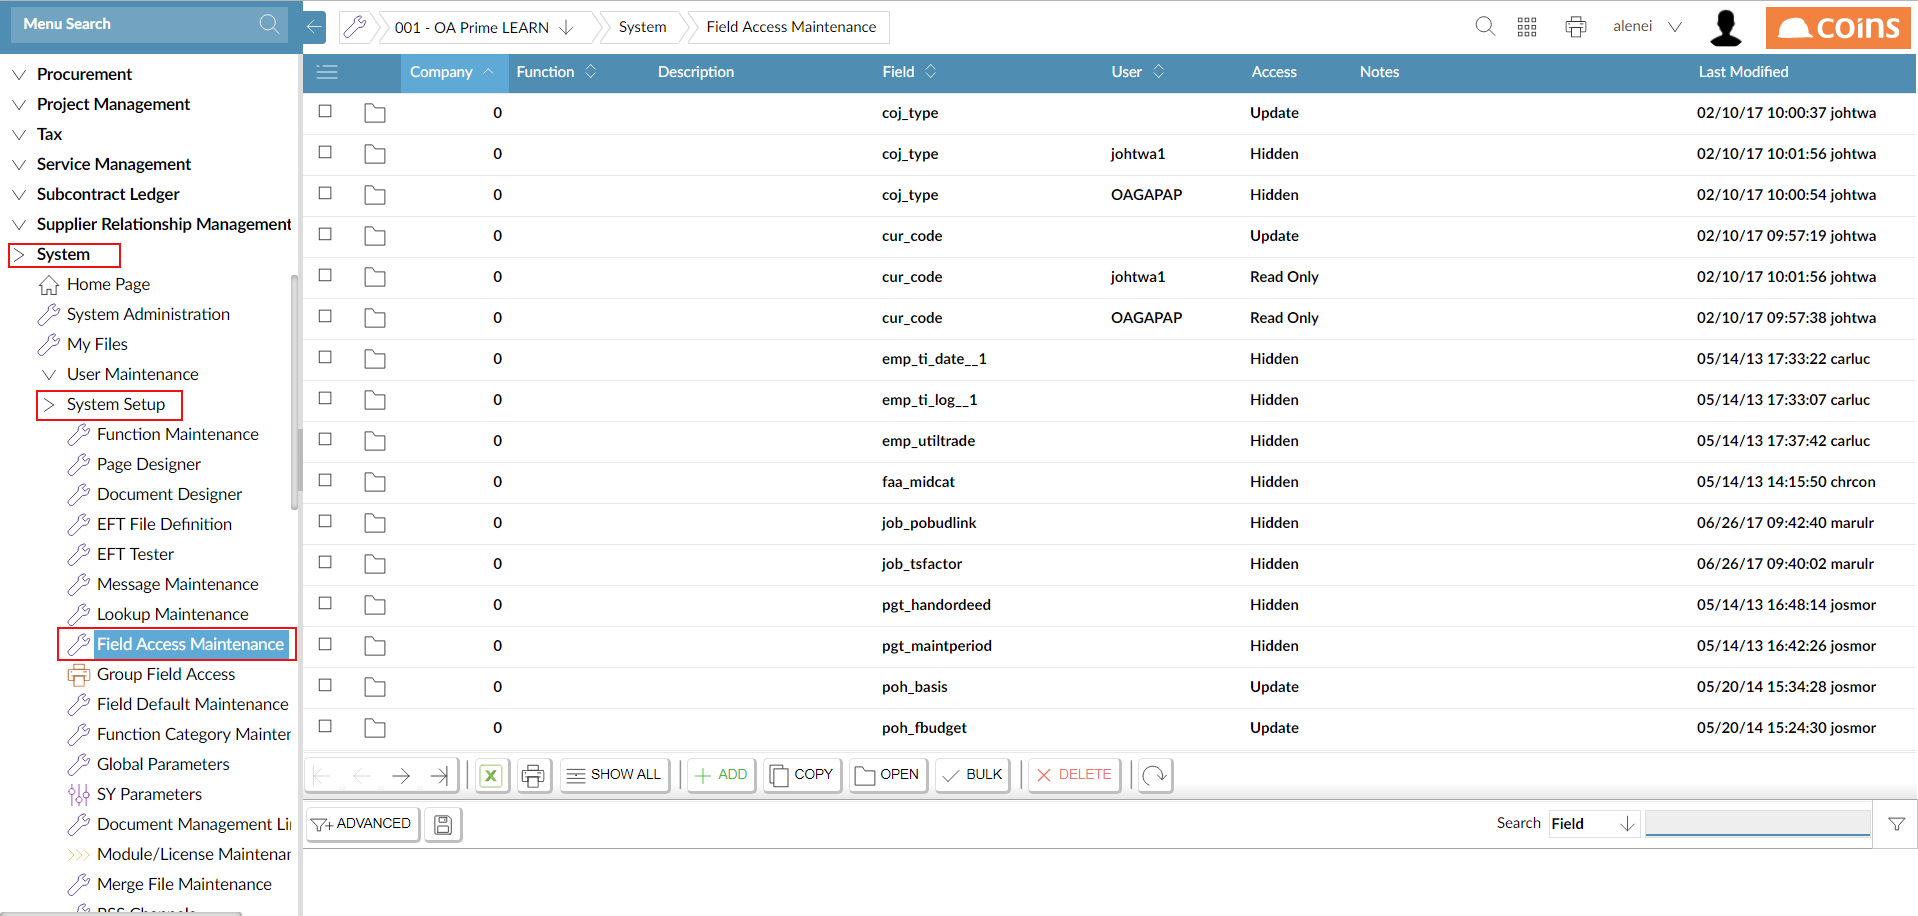 Menu Search
001 - OA Prime LEARN
System
Field Access Maintenance
alenei
coins
Procurement
Project Management
Tax
Service Management
Subcontract Ledger
Supplier Relationship Management
System
Home Page
System Administration
My Files
User Maintenance
System Setup
Function Maintenance
Page Designer
Document Designer
EFT File Definition
EFT Tester
Message Maintenance
Lookup Maintenance
Field Access Maintenance
Group Field Access
Field Default Maintenance
Function Category Mainten
Global Parameters
SY Parameters
Document Management Li
Module/License Maintenar
Merge File Maintenance
RSS Channels
Company Function Description Field User Access Notes Last Modified
0 coj_type Update 02/10/17 10:00:37 johtwa
0 coj_type johtwa1 Hidden 02/10/17 10:01:56 johtwa
0 coj_type OAGAPAP Hidden 02/10/17 10:00:54 johtwa
0 cur_code Update 02/10/17 09:57:19 johtwa
0 cur_code johtwa1 Read Only 02/10/17 10:01:56 johtwa
0 cur_code OAGAPAP Read Only 02/10/17 09:57:38 johtwa
0 emp_ti_date__1 Hidden 05/14/13 17:33:22 carluc
0 emp_ti_log__1 Hidden 05/14/13 17:33:07 carluc
0 emp_utiltrade Hidden 05/14/13 17:37:42 carluc
0 faa_midcat Hidden 05/14/13 14:15:50 chrcon
0 job_pobudlink Hidden 06/26/17 09:42:40 marulr
0 job_tsfactor Hidden 06/26/17 09:40:02 marulr
0 pgt_handordeed Hidden 05/14/13 16:48:14 josmor
0 pgt_maintperiod Hidden 05/14/13 16:42:26 josmor
0 poh_basis Update 05/20/14 15:34:28 josmor
0 poh_fbudget Update 05/20/14 15:24:30 josmor
SHOW ALL ADD COPY OPEN BULK DELETE
ADVANCED Search Field